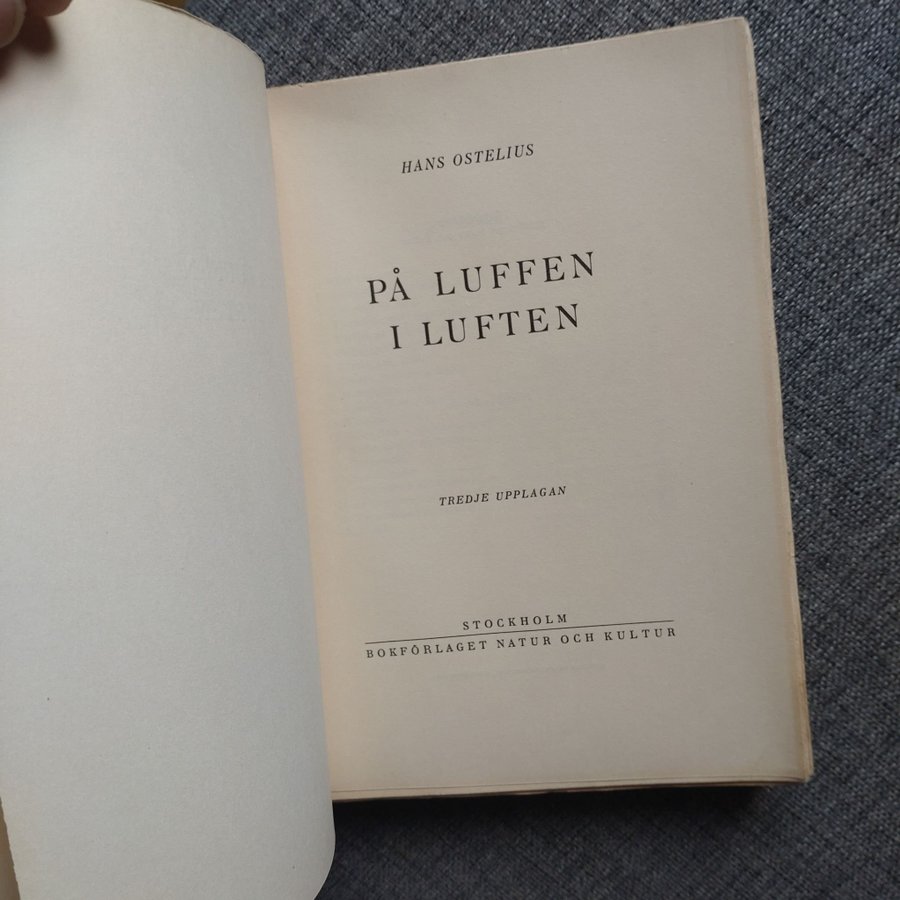 HANS OSTELIUS
PÅ LUFFEN
I LUFTEN
TREDJE UPPLAGAN
STOCKHOLM
BOKFÖRLAGET NATUR OCH KULTUR